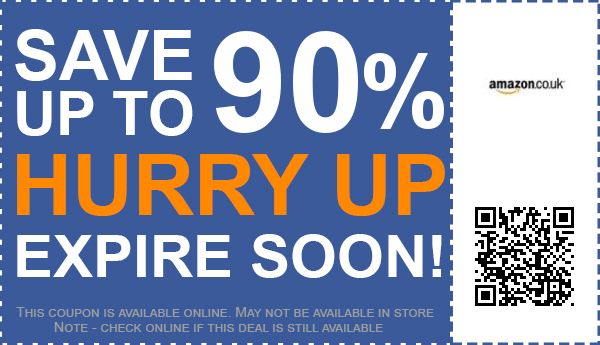 SAVE
UP TO 90%
HURRY UP
EXPIRE SOON!
THIS COUPON IS AVAILABLE ONLINE. MAY NOT BE AVAILABLE IN STORE
NOTE - CHECK ONLINE IF THIS DEAL IS STILL AVAILABLE
amazon.co.uk